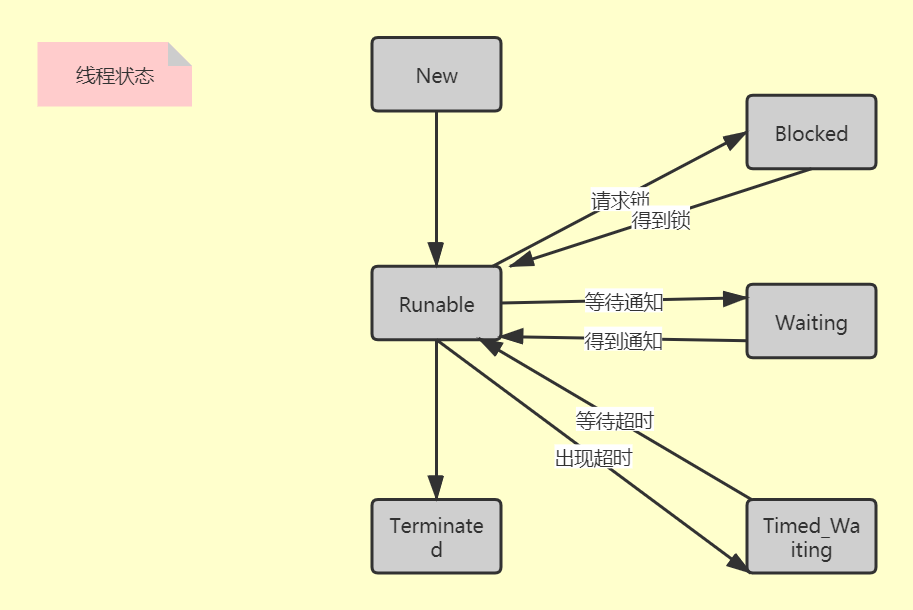 线程状态
New
Blocked
请求锁
得到锁
Runable
等待通知
Waiting
得到通知
等待超时
出现超时
Terminate
d
Timed_Wa
iting